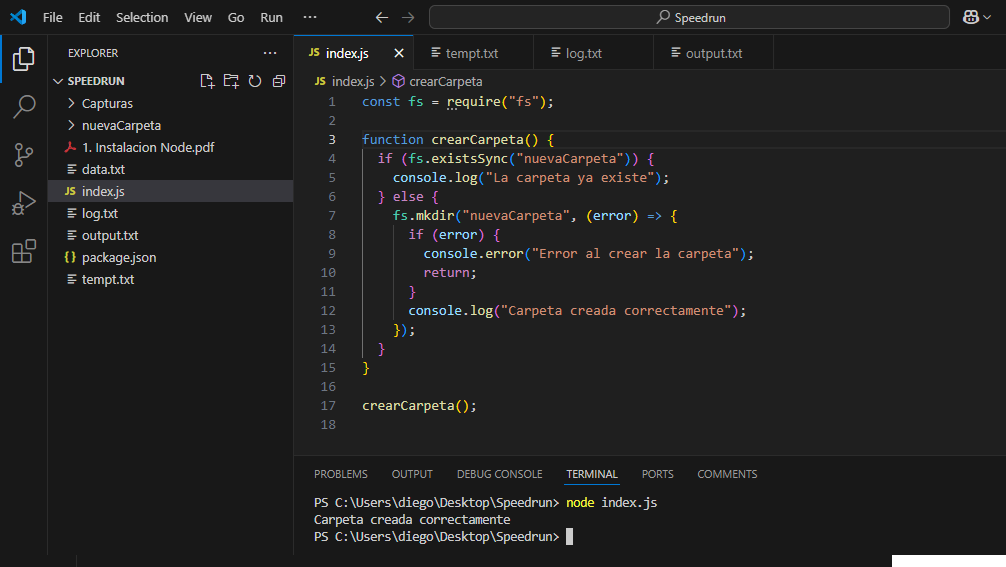 File Edit Selection View Go Run ··· Speedrun
EXPLORER ···
SPEEDRUN
Capturas
nuevaCarpeta
1. Instalacion Node.pdf
data.txt
JS index.js
log.txt
output.txt
{} package.json
tempt.txt
JS index.js tempt.txt log.txt output.txt
JS index.js > crearCarpeta
1 const fs = require("fs");
2
3 function crearCarpeta() {
4 if (fs.existsSync("nuevaCarpeta")) {
5 console.log("La carpeta ya existe");
6 } else {
7 fs.mkdir("nuevaCarpeta", (error) => {
8 if (error) {
9 console.error("Error al crear la carpeta");
10 return;
11 }
12 console.log("Carpeta creada correctamente");
13 });
14 }
15 }
16
17 crearCarpeta();
18
PROBLEMS OUTPUT DEBUG CONSOLE TERMINAL PORTS COMMENTS
PS C:\Users\diego\Desktop\Speedrun> node index.js
Carpeta creada correctamente
PS C:\Users\diego\Desktop\Speedrun>